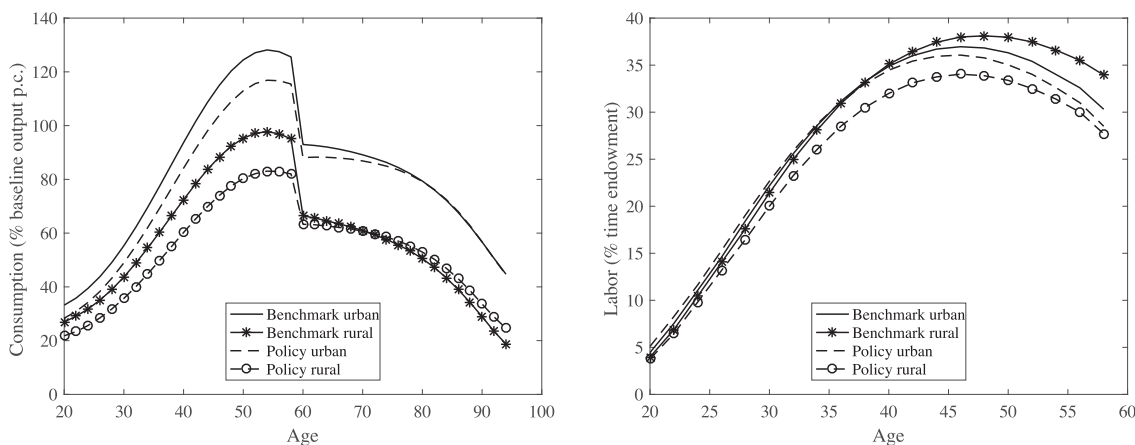 Consumption (% baseline output p.c.)
140
120
100
80
60
40
20
0
20 30 40 50 60 70 80 90 100
Age
Benchmark urban
Benchmark rural
Policy urban
Policy rural
Labor (% time endowment)
40
35
30
25
20
15
10
5
0
20 25 30 35 40 45 50 55 60
Age
Benchmark urban
Benchmark rural
Policy urban
Policy rural